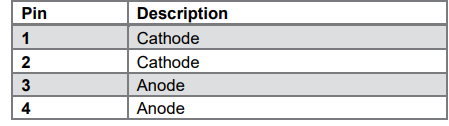 Pin Description
1 Cathode
2 Cathode
3 Anode
4 Anode